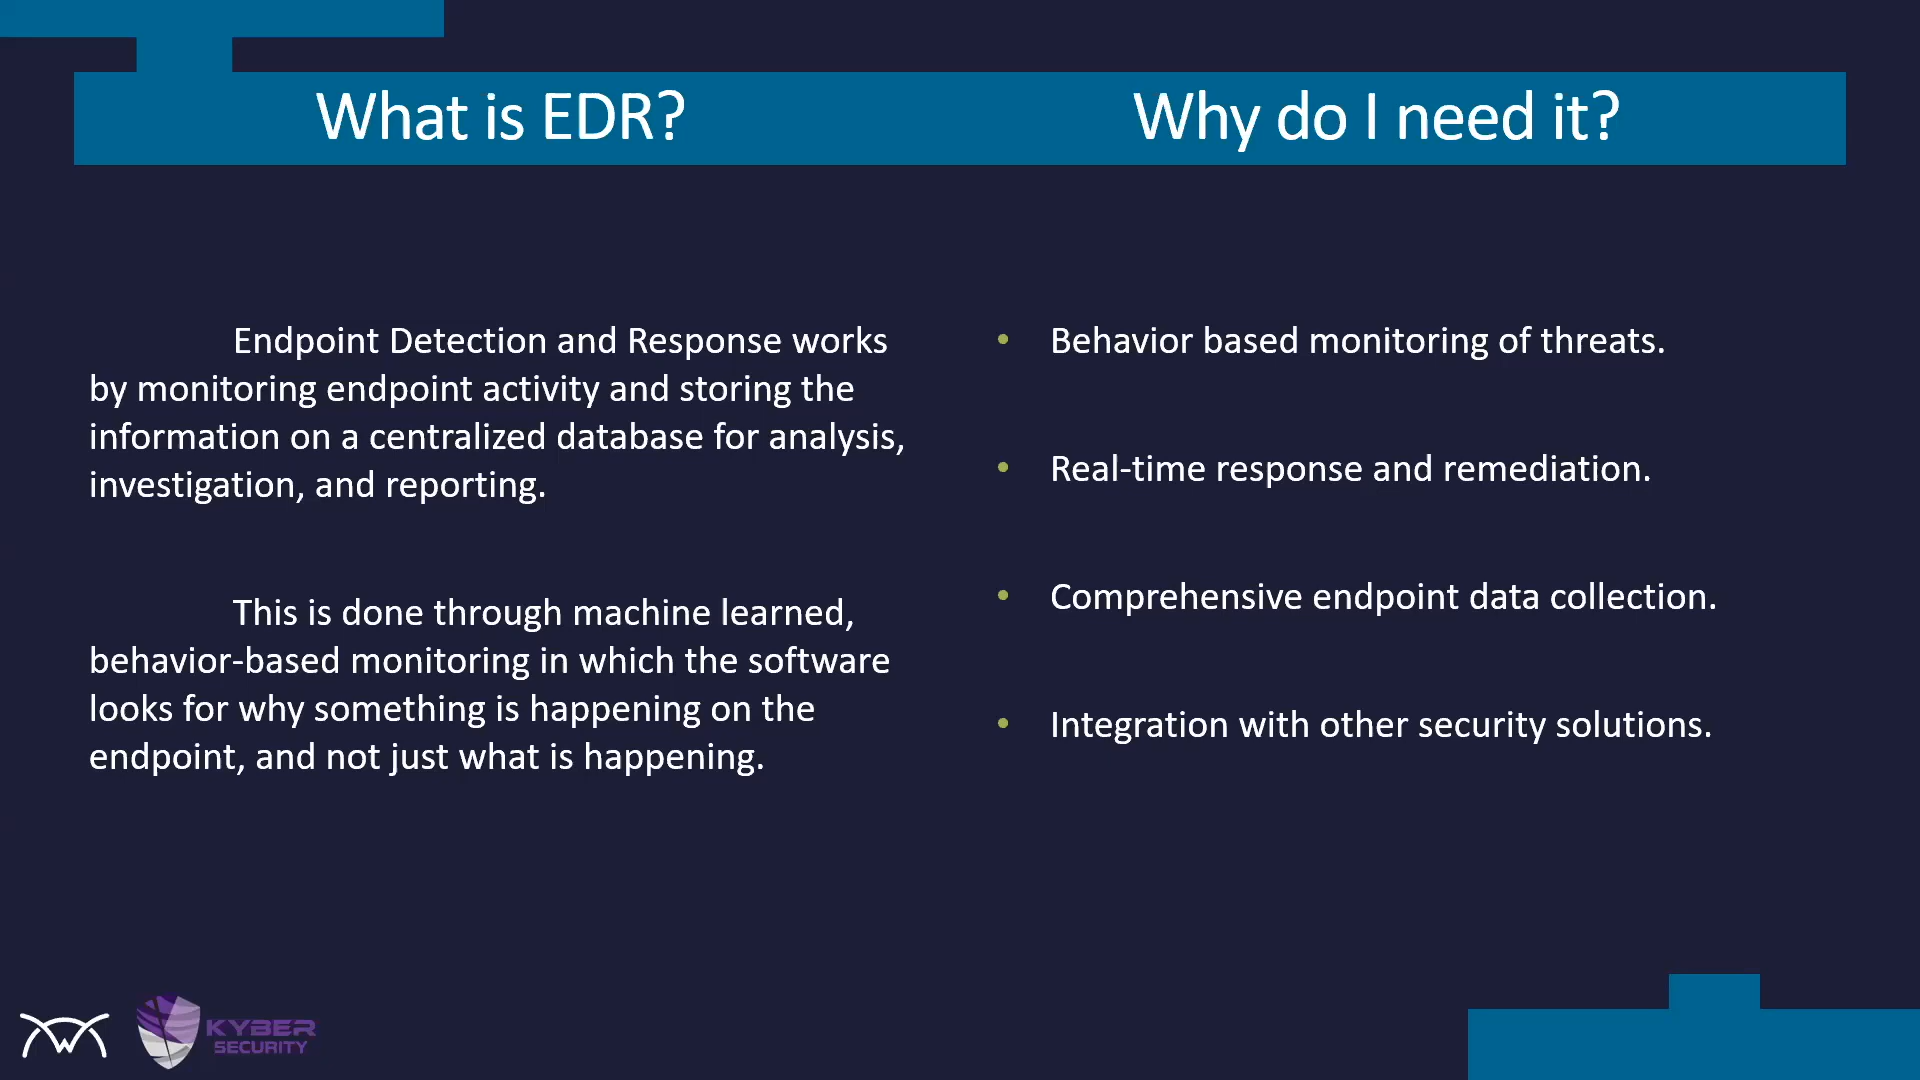 What is EDR?
Why do I need it?
Endpoint Detection and Response works
by monitoring endpoint activity and storing the
information on a centralized database for analysis,
investigation, and reporting.
This is done through machine learned,
behavior-based monitoring in which the software
looks for why something is happening on the
endpoint, and not just what is happening.
• Behavior based monitoring of threats.
• Real-time response and remediation.
• Comprehensive endpoint data collection.
• Integration with other security solutions.
KYBER
SECURITY